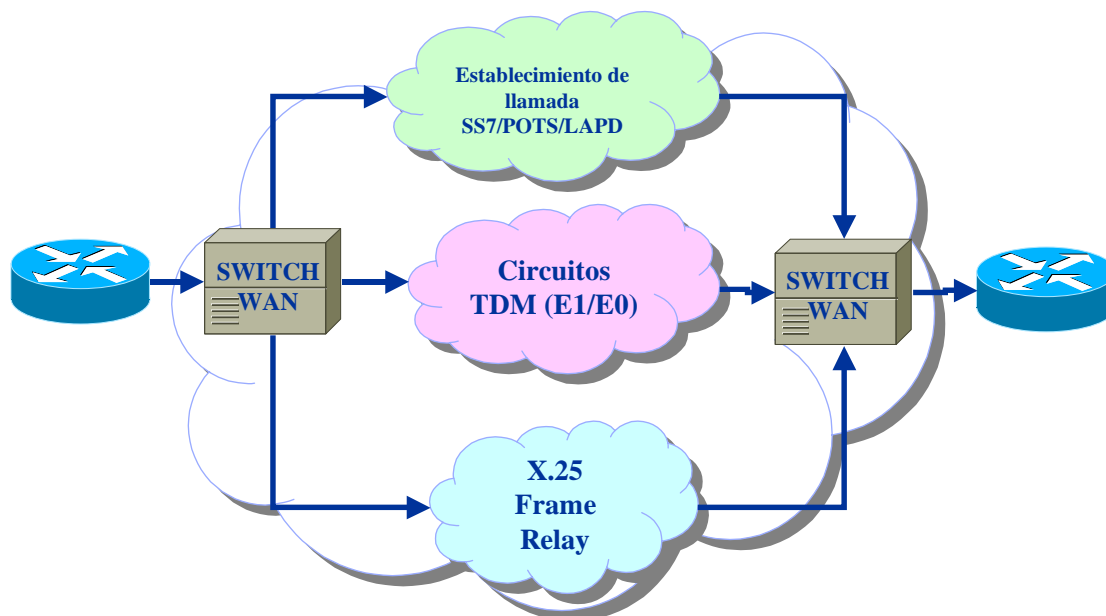 Establecimiento de
llamada
SS7/POTS/LAPD
SWITCH
WAN
Circuitos
TDM (E1/E0)
SWITCH
WAN
X.25
Frame
Relay